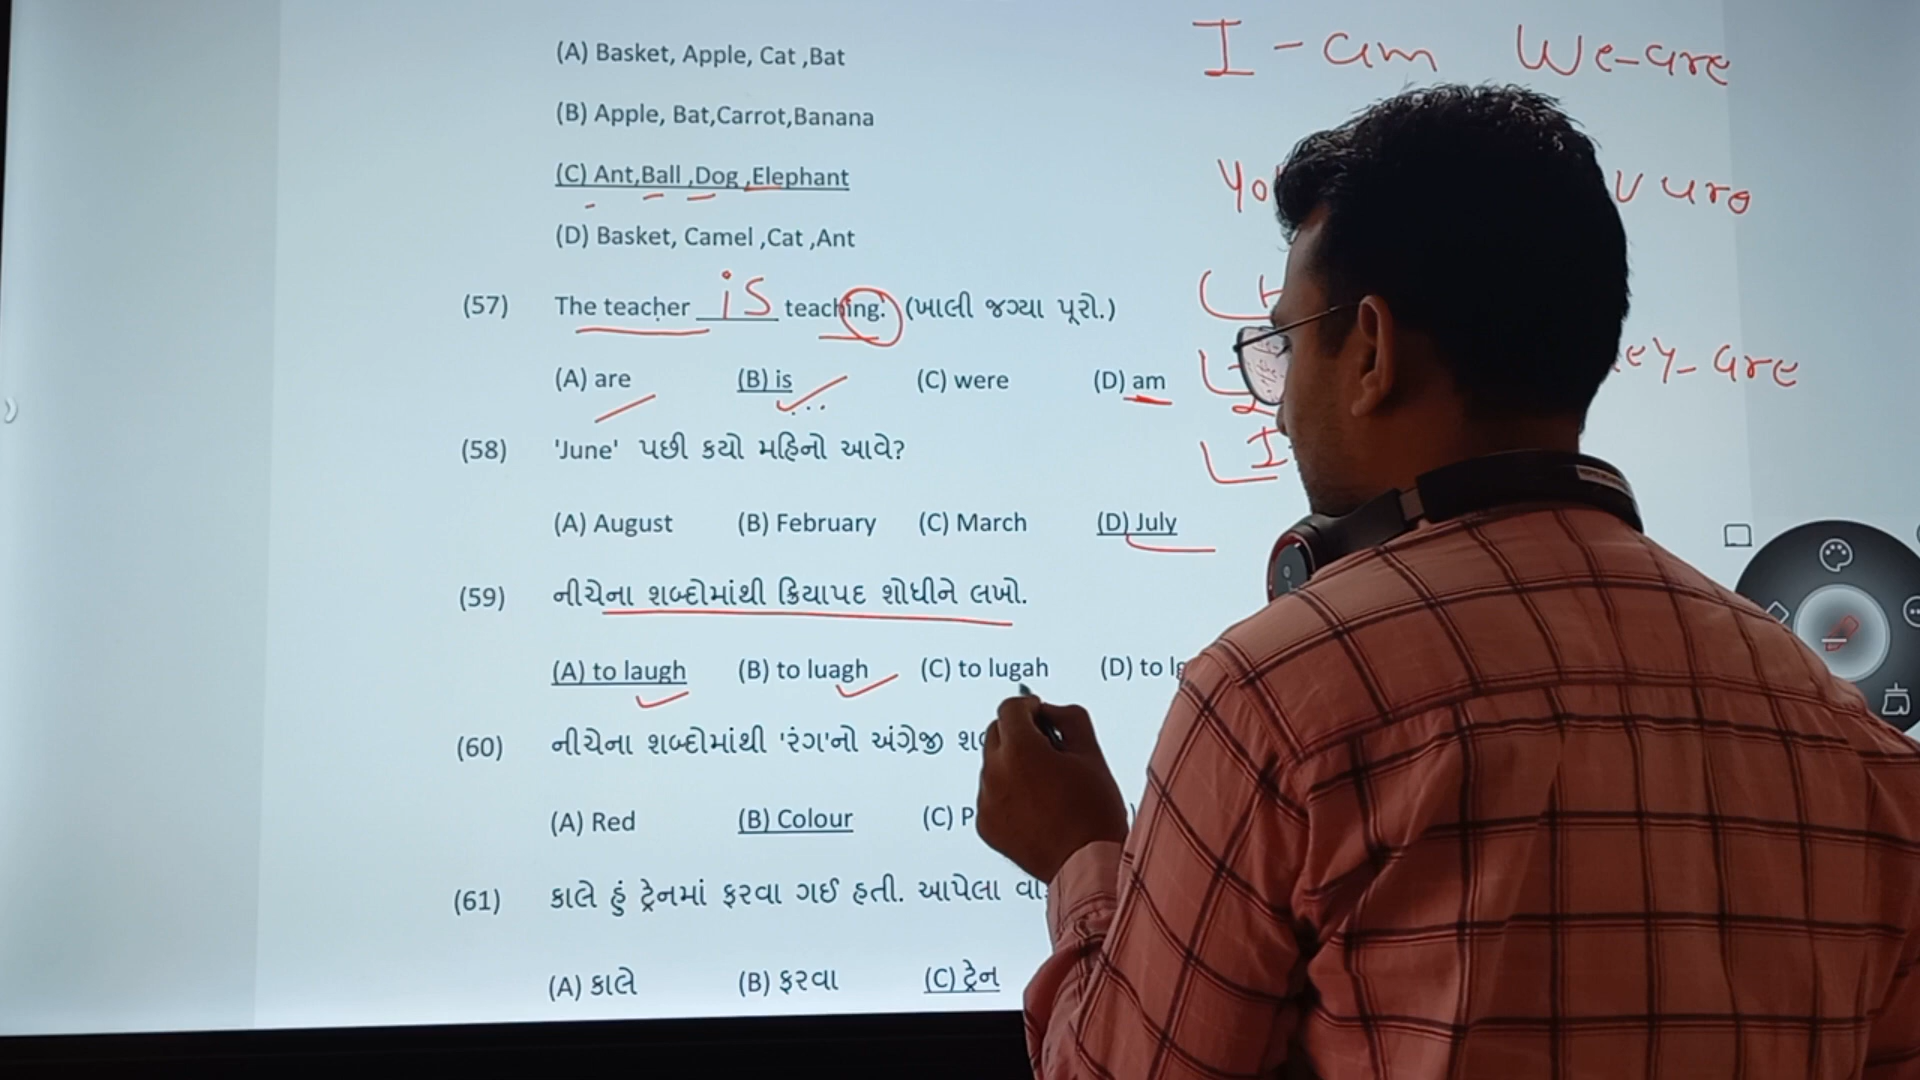 (A) Basket, Apple, Cat ,Bat
I - am We-are
(B) Apple, Bat,Carrot,Banana
(C) Ant,Ball ,Dog ,Elephant
(D) Basket, Camel ,Cat ,Ant
(57) The teacher is teaching. (ખાલી જગ્યા પૂરો.)
(A) are (B) is (C) were (D) am
(58) 'June' પછી કયો મહિનો આવે?
I
(A) August (B) February (C) March (D) July
(59) નીચેના શબ્દોમાંથી ક્રિયાપદ શોધીને લખો.
(A) to laugh (B) to luagh (C) to lugah (D) to
(60) નીચેના શબ્દોમાંથી 'રંગ'નો અંગ્રેજી
(A) Red (B) Colour (C) P
(61) કાલે હું ટ્રેનમાં ફરવા ગઈ હતી. આપેલા
(A) કાલે (B) ફરવા (C) ટ્રેન